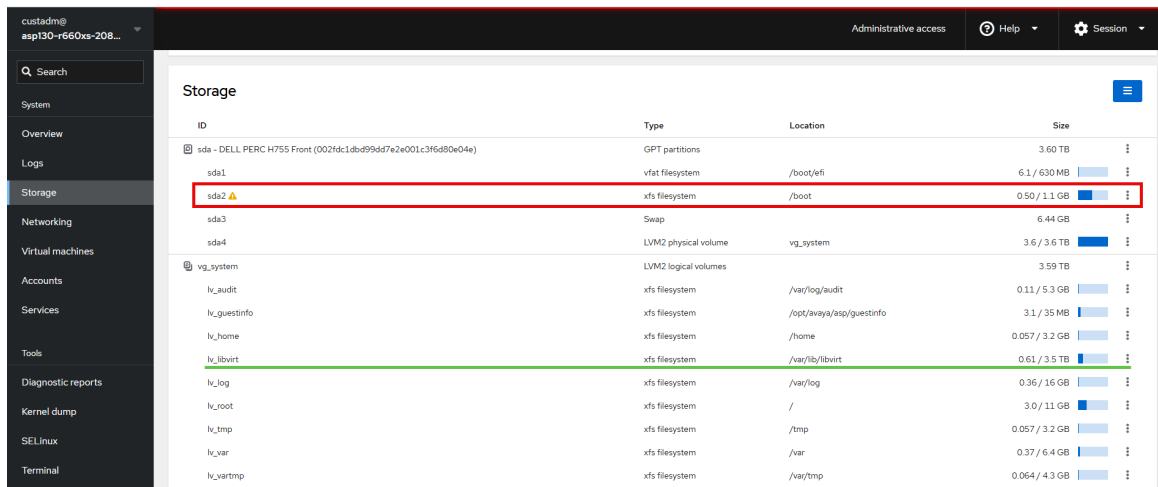 custadm@
asp130-r660xs-208...
Administrative access
Help
Session
Search
System
Overview
Logs
Storage
Networking
Virtual machines
Accounts
Services
Tools
Diagnostic reports
Kernel dump
SELinux
Terminal
Storage
ID Type Location Size
sda - DELL PERC H755 Front (002fdc1dbd99dd7e2e001c3f6d80e04e) GPT partitions 3.60 TB
sda1 vfat filesystem /boot/efi 6.1 / 630 MB
sda2 xfs filesystem /boot 0.50 / 1.1 GB
sda3 Swap 6.44 GB
sda4 LVM2 physical volume vg_system 3.6 / 3.6 TB
vg_system LVM2 logical volumes 3.59 TB
lv_audit xfs filesystem /var/log/audit 0.11 / 5.3 GB
lv_guestinfo xfs filesystem /opt/avaya/asp/guestinfo 3.1 / 35 MB
lv_home xfs filesystem /home 0.057 / 3.2 GB
lv_libvirt xfs filesystem /var/lib/libvirt 0.61 / 3.5 TB
lv_log xfs filesystem /var/log 0.36 / 16 GB
lv_root xfs filesystem / 3.0 / 11 GB
lv_tmp xfs filesystem /tmp 0.057 / 3.2 GB
lv_var xfs filesystem /var 0.37 / 6.4 GB
lv_vartmp xfs filesystem /var/tmp 0.064 / 4.3 GB